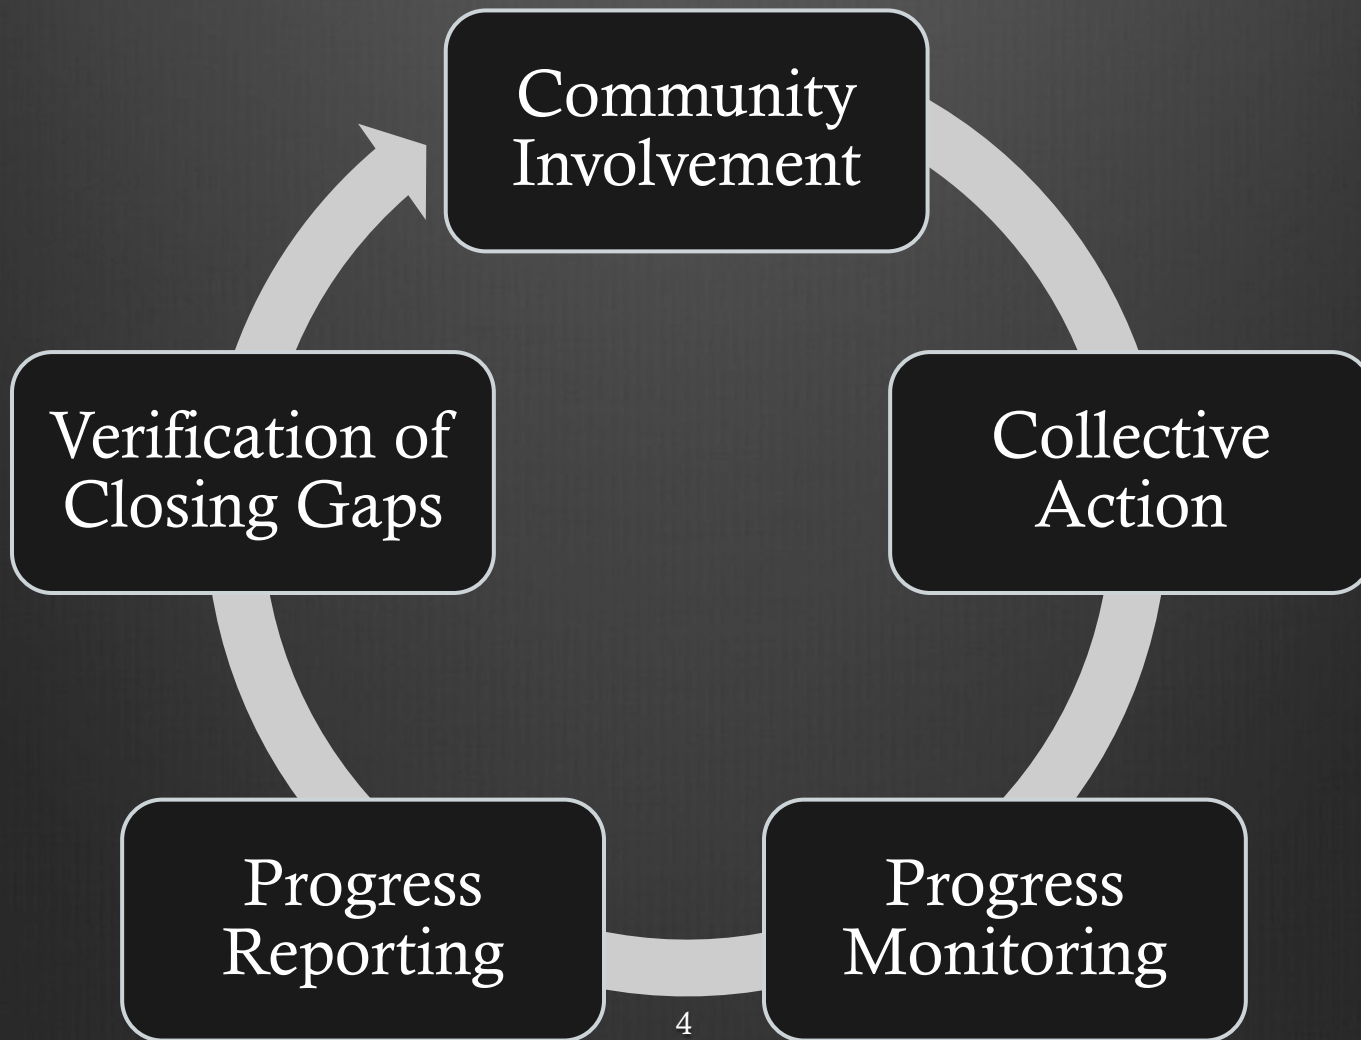 Community
Involvement
Collective
Action
Progress
Monitoring
Progress
Reporting
Verification of
Closing Gaps
4